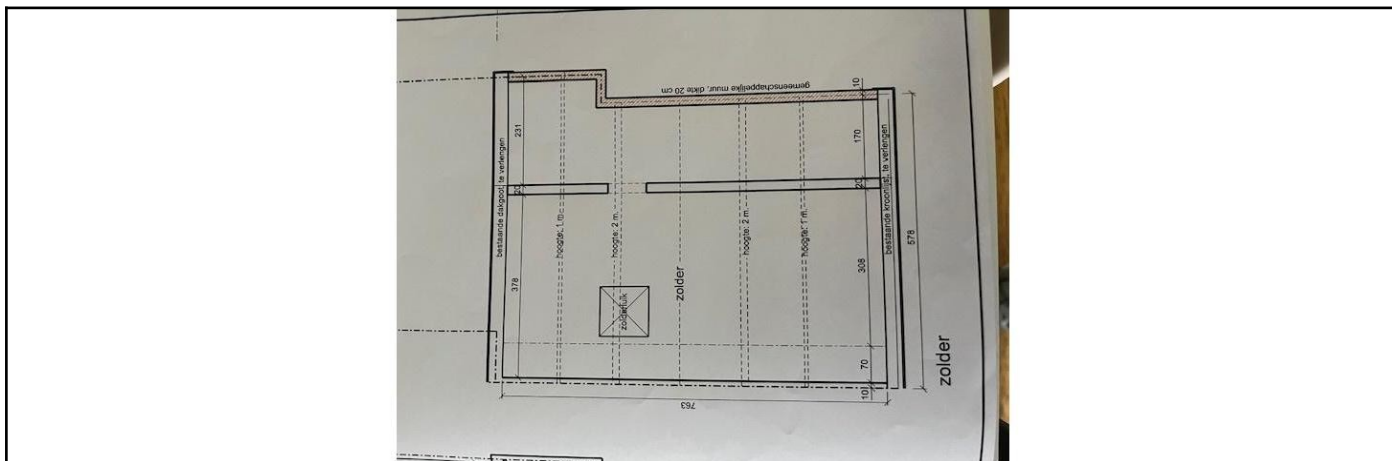 gemeenschappelijke muur, dikte 20 cm
10
bestaande dakgoot, te verlengen
231
170
20
20
hoogte: 1 m.
hoogte: 2 m.
hoogte: 2 m.
hoogte: 1 m.
bestaande kroonlijst, te verlengen
378
zolderluik
zolder
308
578
70
10
763
zolder